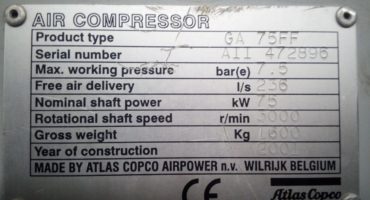 AIR COMPRESSOR
Product type GA 75FF
Serial number AII 472896
Max. working pressure bar(e) 7.5
Free air delivery l/s 236
Nominal shaft power kW 75
Rotational shaft speed r/min 3000
Gross weight Kg 1600
Year of construction 2001
MADE BY ATLAS COPCO AIRPOWER n.v. WILRIJK BELGIUM
CE Atlas Copco